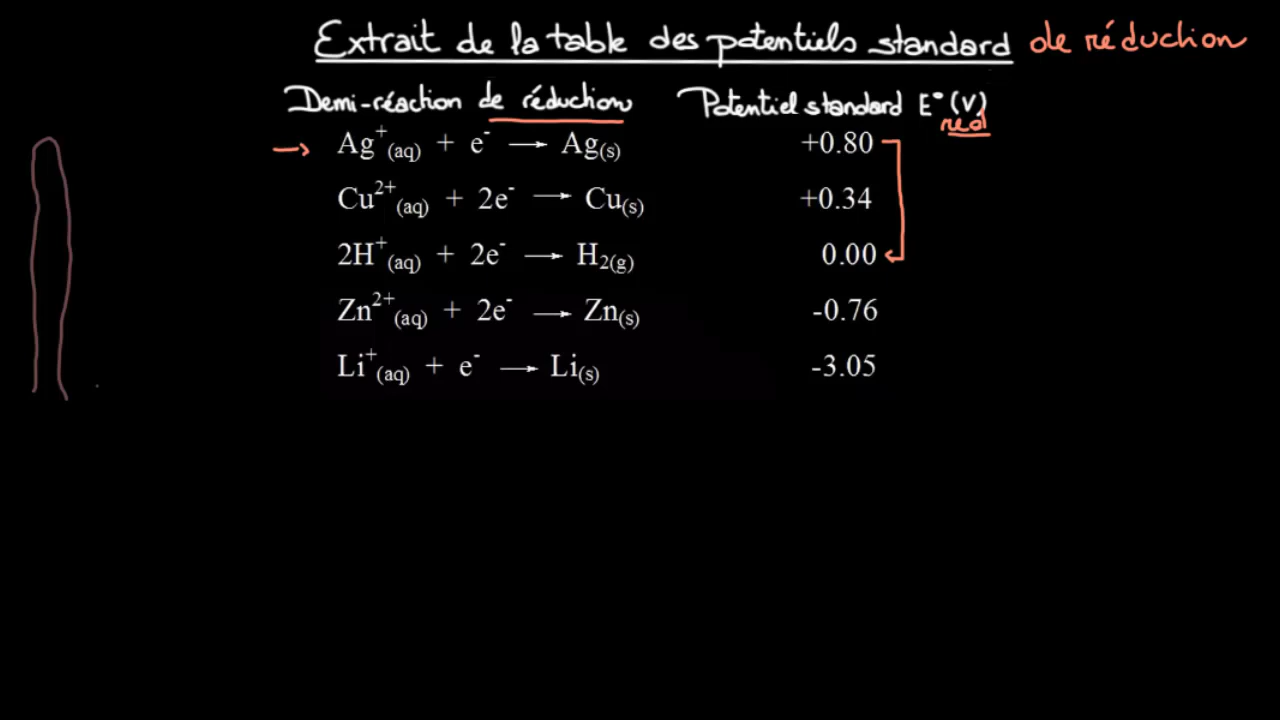 Extrait de la table des potentiels standard de réduction
Demi-réaction de réduction Potentiel standard E° (V)
red
Ag⁺(aq) + e⁻ → Ag(s) +0.80
Cu²⁺(aq) + 2e⁻ → Cu(s) +0.34
2H⁺(aq) + 2e⁻ → H₂(g) 0.00
Zn²⁺(aq) + 2e⁻ → Zn(s) -0.76
Li⁺(aq) + e⁻ → Li(s) -3.05